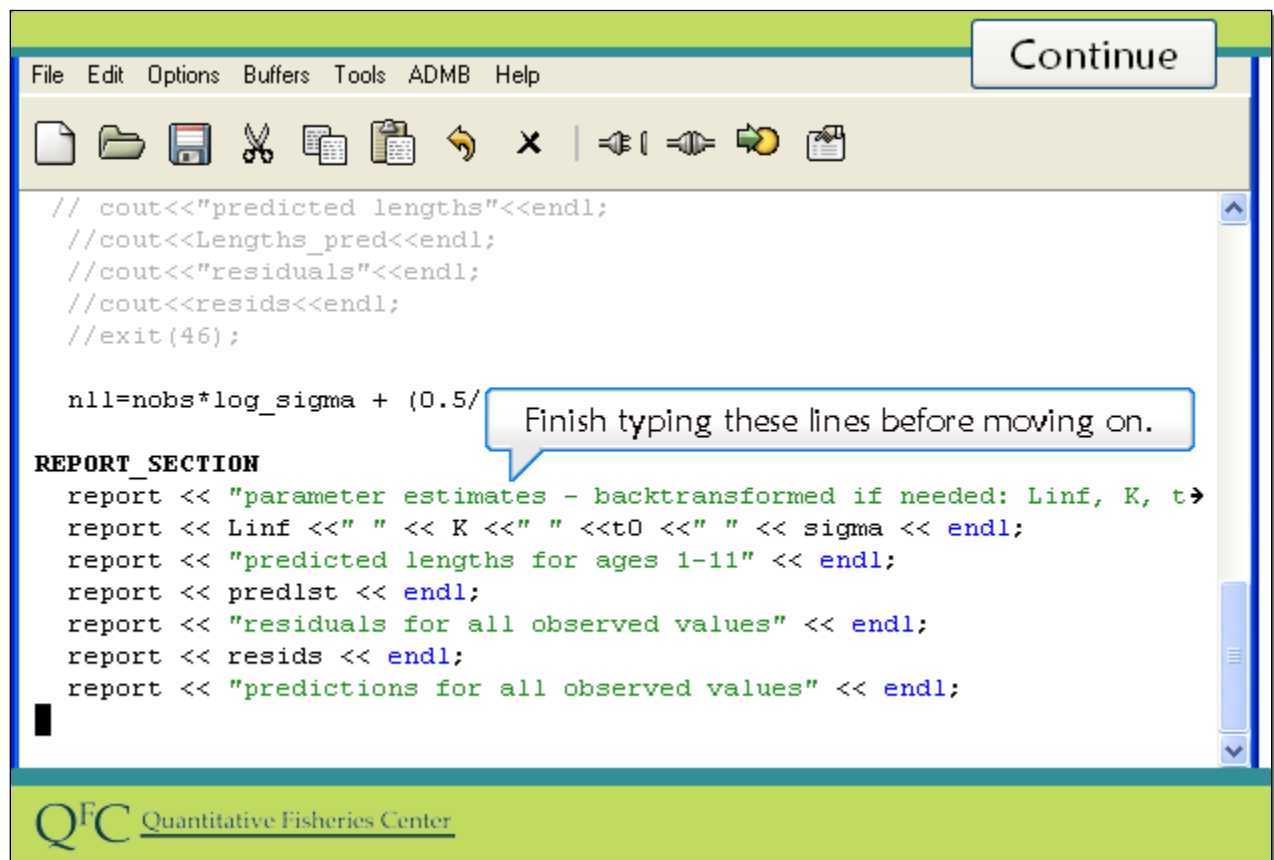 Continue
File Edit Options Buffers Tools ADMB Help
// cout<<"predicted lengths"<<endl;
//cout<<Lengths_pred<<endl;
//cout<<"residuals"<<endl;
//cout<<resids<<endl;
//exit(46);
nll=nobs*log_sigma + (0.5/
Finish typing these lines before moving on.
REPORT_SECTION
report << "parameter estimates - backtransformed if needed: Linf, K, t
report << Linf <<" " << K <<" " <<t0 <<" " << sigma << endl;
report << "predicted lengths for ages 1-11" << endl;
report << predlst << endl;
report << "residuals for all observed values" << endl;
report << resids << endl;
report << "predictions for all observed values" << endl;
QFC Quantitative Fisheries Center